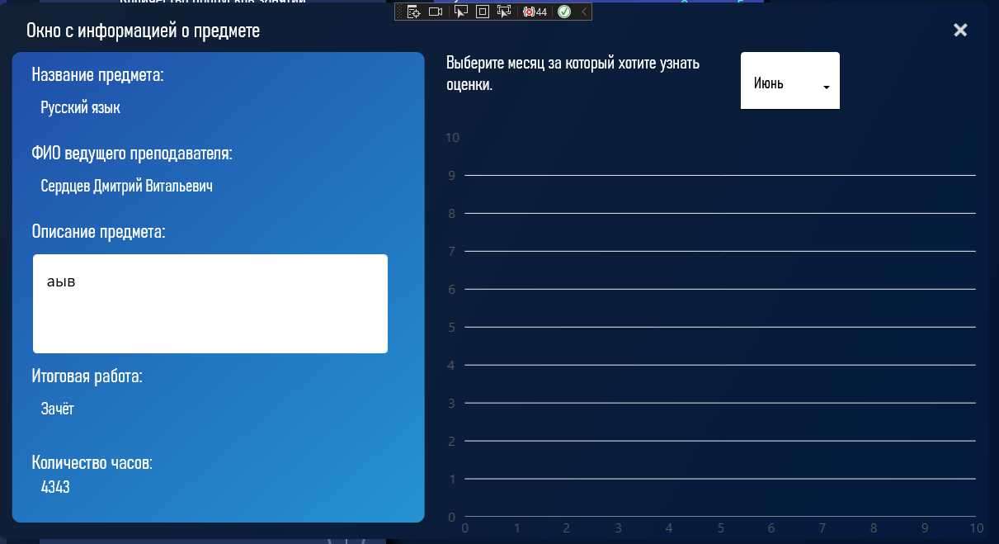 44
Окно с информацией о предмете
Название предмета:
Русский язык
ФИО ведущего преподавателя:
Сердцев Дмитрий Витальевич
Описание предмета:
аыв
Итоговая работа:
Зачёт
Количество часов:
4343
Выберите месяц за который хотите узнать
оценки.
Июнь
10
9
8
7
6
5
4
3
2
1
0
0 1 2 3 4 5 6 7 8 9 10